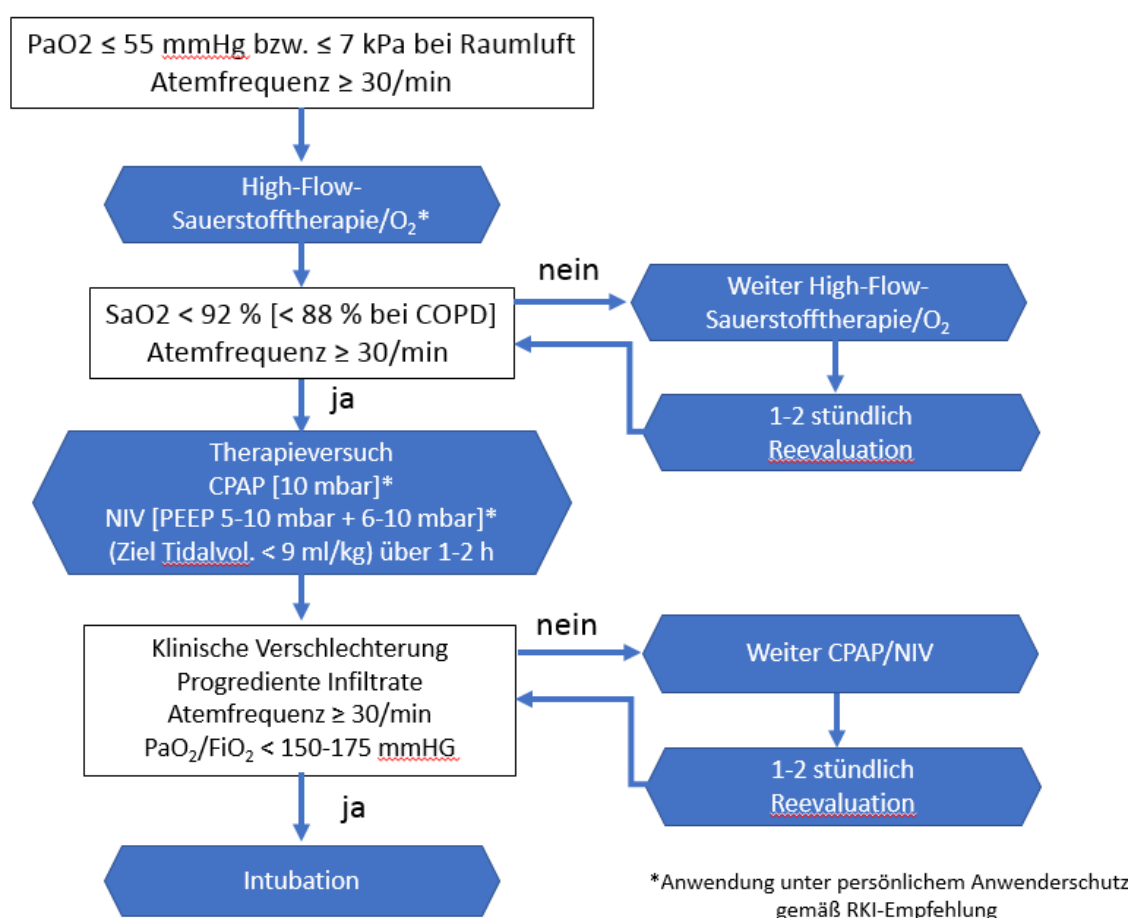 PaO2 ≤ 55 mmHg bzw. ≤ 7 kPa bei Raumluft
Atemfrequenz ≥ 30/min
High-Flow-
Sauerstofftherapie/O₂*
SaO2 < 92 % [< 88 % bei COPD]
Atemfrequenz ≥ 30/min
nein
Weiter High-Flow-
Sauerstofftherapie/O₂
1-2 stündlich
Reevaluation
ja
Therapieversuch
CPAP [10 mbar]*
NIV [PEEP 5-10 mbar + 6-10 mbar]*
(Ziel Tidalvol. < 9 ml/kg) über 1-2 h
Klinische Verschlechterung
Progrediente Infiltrate
Atemfrequenz ≥ 30/min
PaO₂/FiO₂ < 150-175 mmHG
nein
Weiter CPAP/NIV
1-2 stündlich
Reevaluation
ja
Intubation
*Anwendung unter persönlichem Anwenderschutz
gemäß RKI-Empfehlung